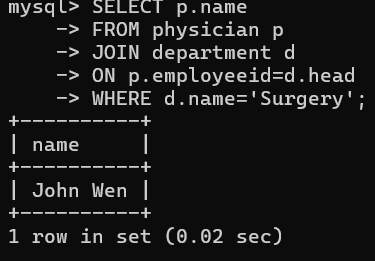 mysql> SELECT p.name
    -> FROM physician p
    -> JOIN department d
    -> ON p.employeeid=d.head
    -> WHERE d.name='Surgery';
+----------+
| name     |
+----------+
| John Wen |
+----------+
1 row in set (0.02 sec)